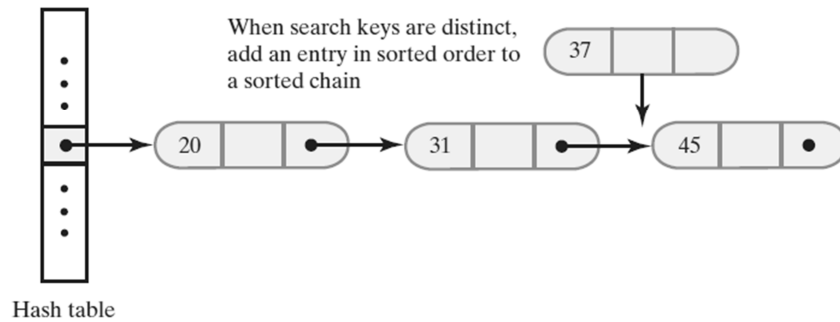 When search keys are distinct,
add an entry in sorted order to
a sorted chain
37
20
31
45
Hash table